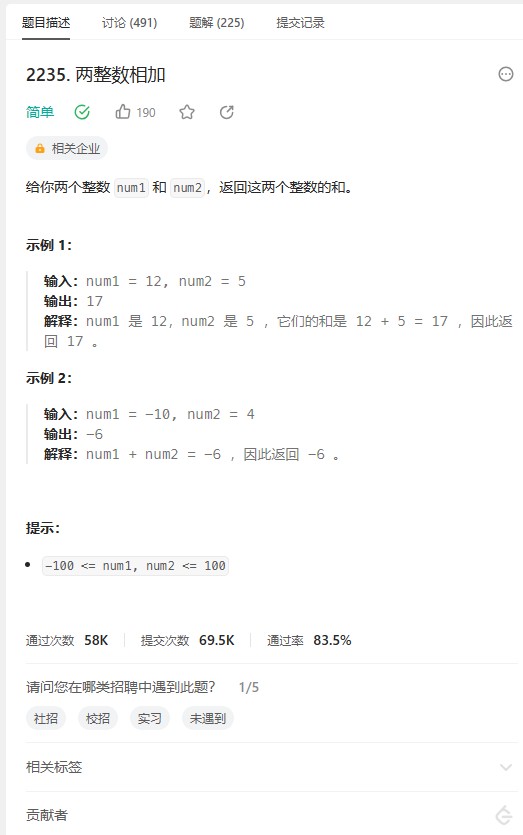 题目描述 讨论 (491) 题解 (225) 提交记录
2235. 两整数相加
简单 190
相关企业
给你两个整数 num1 和 num2，返回这两个整数的和。
示例 1：
输入：num1 = 12, num2 = 5
输出：17
解释：num1 是 12，num2 是 5 ，它们的和是 12 + 5 = 17 ，因此返
回 17 。
示例 2：
输入：num1 = -10, num2 = 4
输出：-6
解释：num1 + num2 = -6 ，因此返回 -6 。
提示：
-100 <= num1, num2 <= 100
通过次数 58K 提交次数 69.5K 通过率 83.5%
请问您在哪类招聘中遇到此题？ 1/5
社招 校招 实习 未遇到
相关标签
贡献者